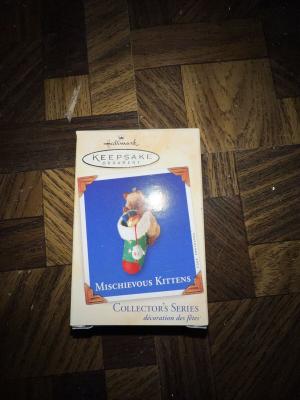 Hallmark
KEEPSAKE
ORNAMENT
MISCHIEVOUS KITTENS
COLLECTOR'S SERIES
décoration des fêtes